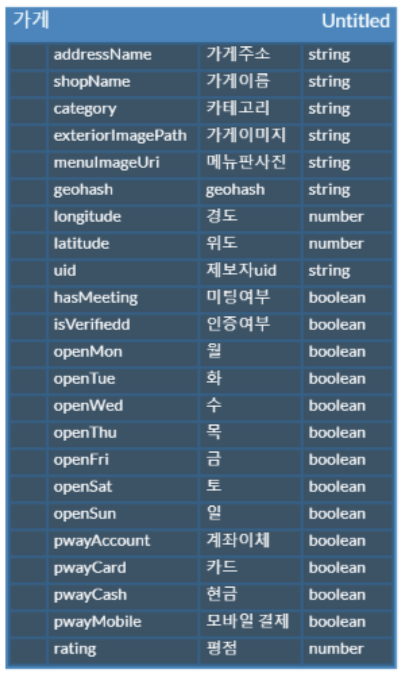 가게 Untitled
addressName 가게주소 string
shopName 가게이름 string
category 카테고리 string
exteriorImagePath 가게이미지 string
menuImageUri 메뉴판사진 string
geohash geohash string
longitude 경도 number
latitude 위도 number
uid 제보자uid string
hasMeeting 미팅여부 boolean
isVerifiedd 인증여부 boolean
openMon 월 boolean
openTue 화 boolean
openWed 수 boolean
openThu 목 boolean
openFri 금 boolean
openSat 토 boolean
openSun 일 boolean
pwayAccount 계좌이체 boolean
pwayCard 카드 boolean
pwayCash 현금 boolean
pwayMobile 모바일 결제 boolean
rating 평점 number